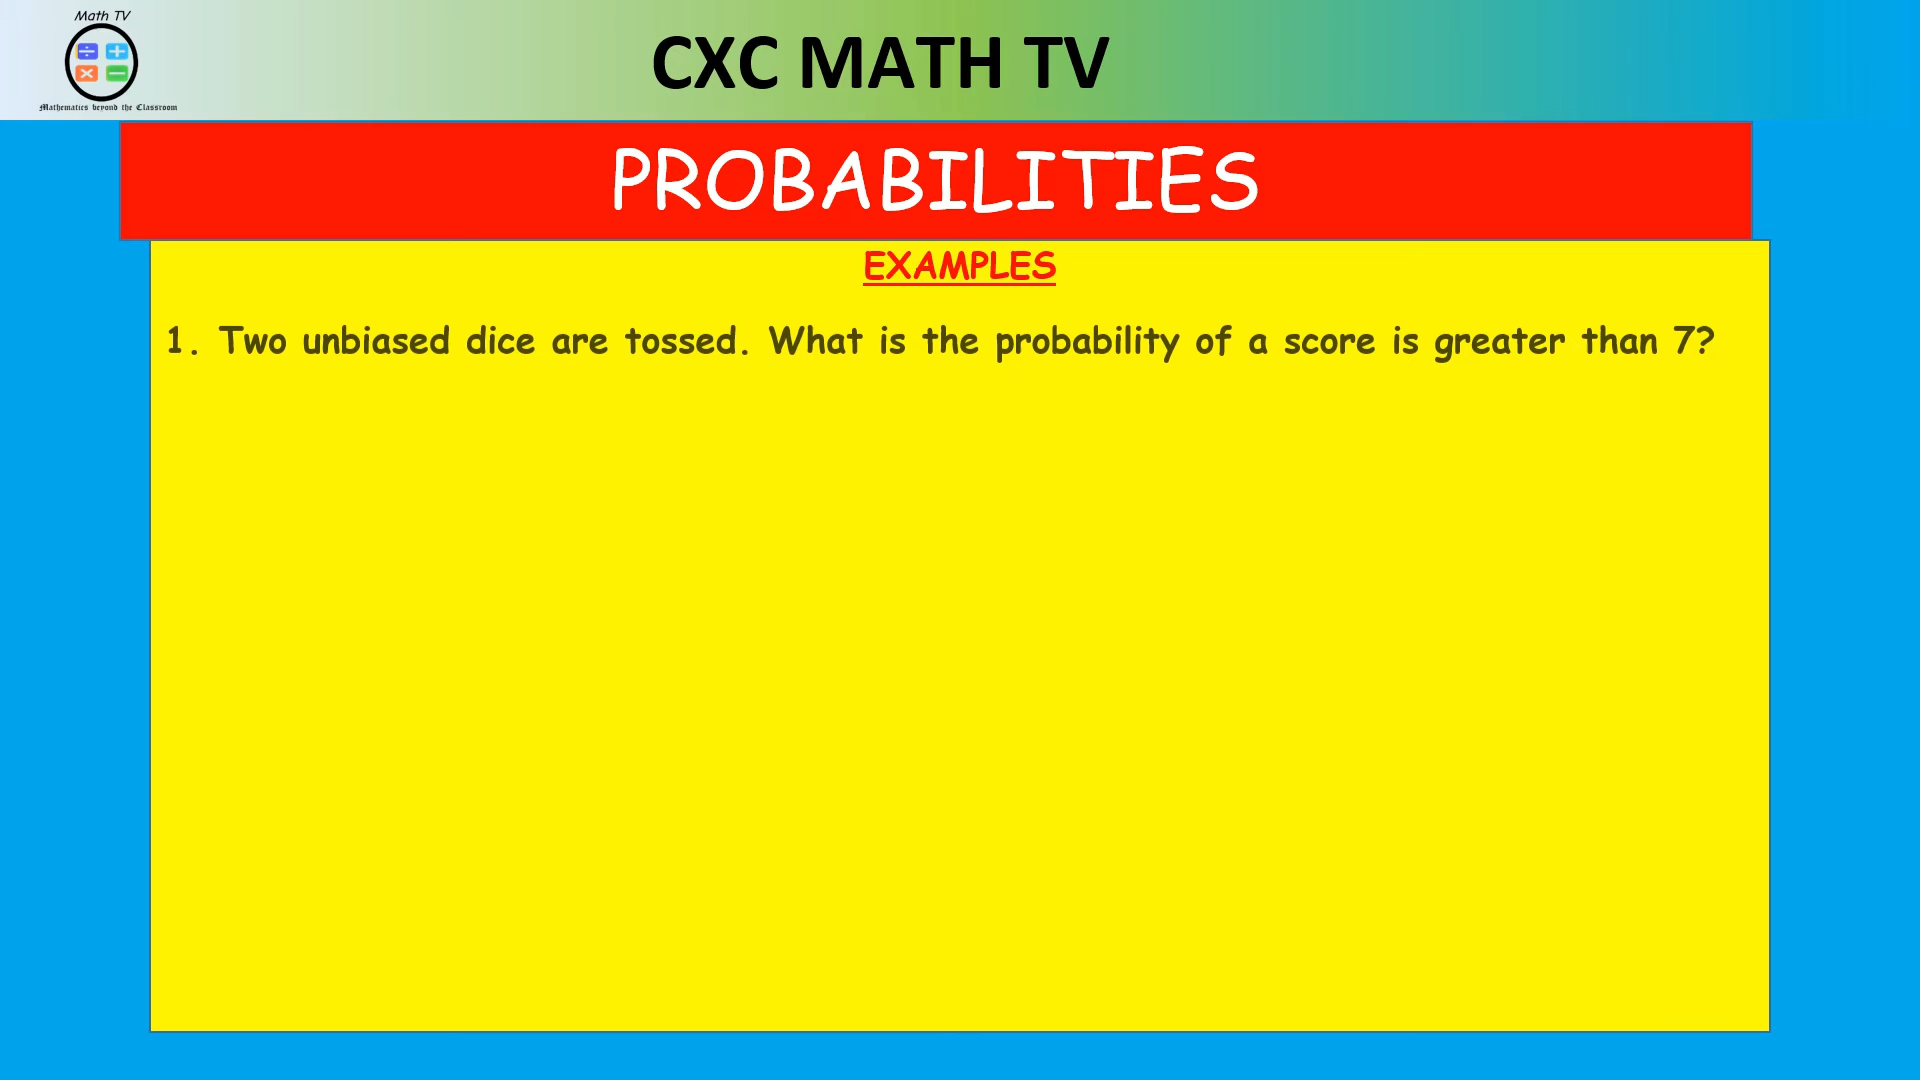 Math TV
Mathematics beyond the Classroom
CXC MATH TV
PROBABILITIES
EXAMPLES
1. Two unbiased dice are tossed. What is the probability of a score is greater than 7?